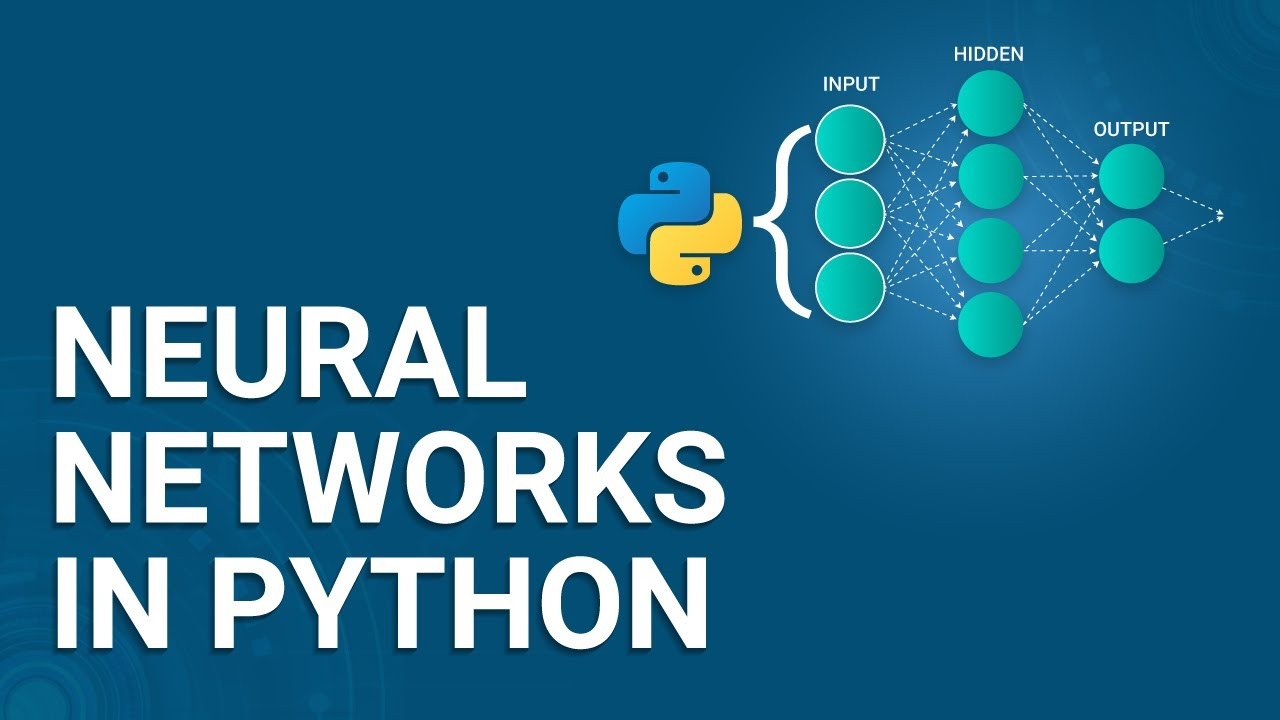 HIDDEN
INPUT
OUTPUT
NEURAL
NETWORKS
IN PYTHON